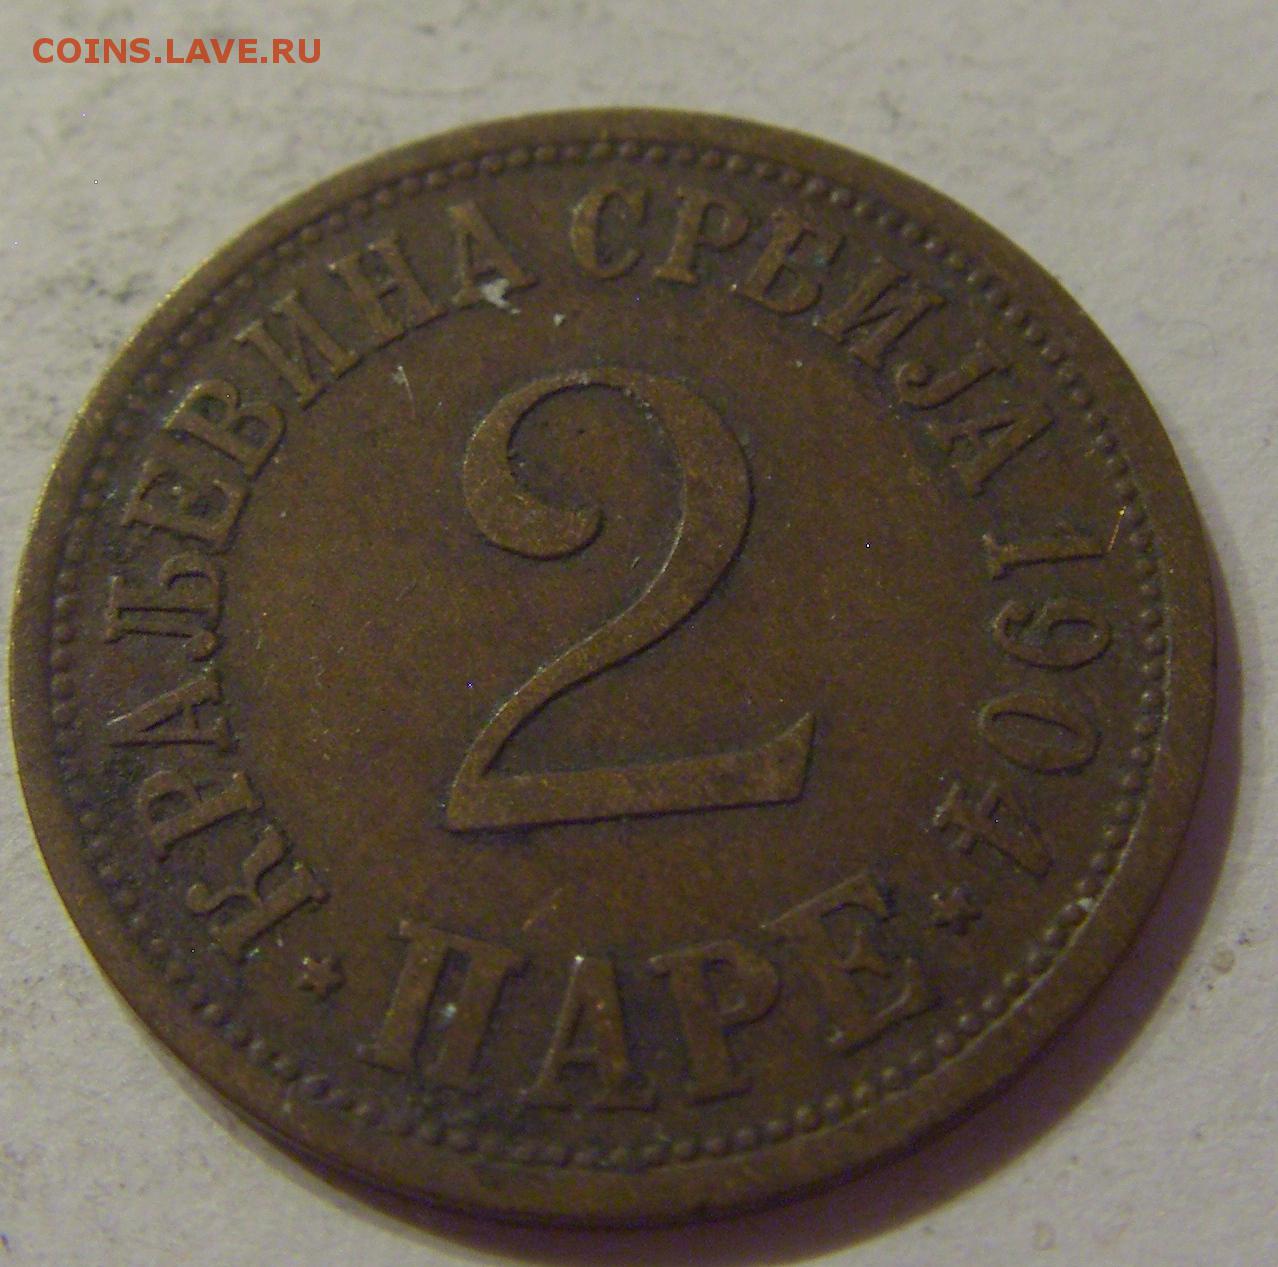 COINS.LAVE.RU
КРАЉЕВИНА СРБИЈА 1904
2
* ПАРЕ *